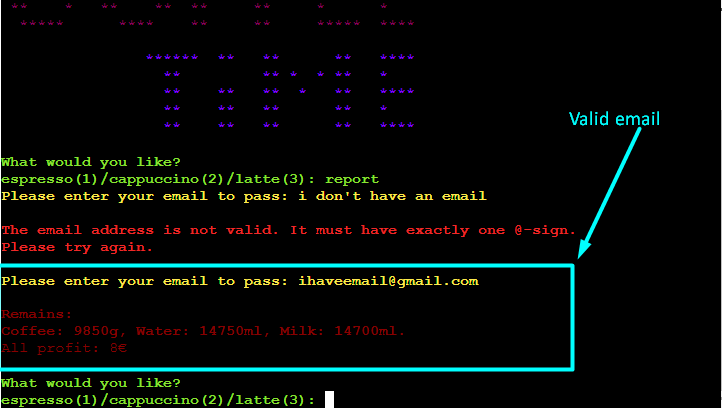 TIME
Valid email
What would you like?
espresso(1)/cappuccino(2)/latte(3): report
Please enter your email to pass: i don't have an email
The email address is not valid. It must have exactly one @-sign.
Please try again.
Please enter your email to pass: ihaveemail@gmail.com
Remains:
Coffee: 9850g, Water: 14750ml, Milk: 14700ml.
All profit: 8€
What would you like?
espresso(1)/cappuccino(2)/latte(3):